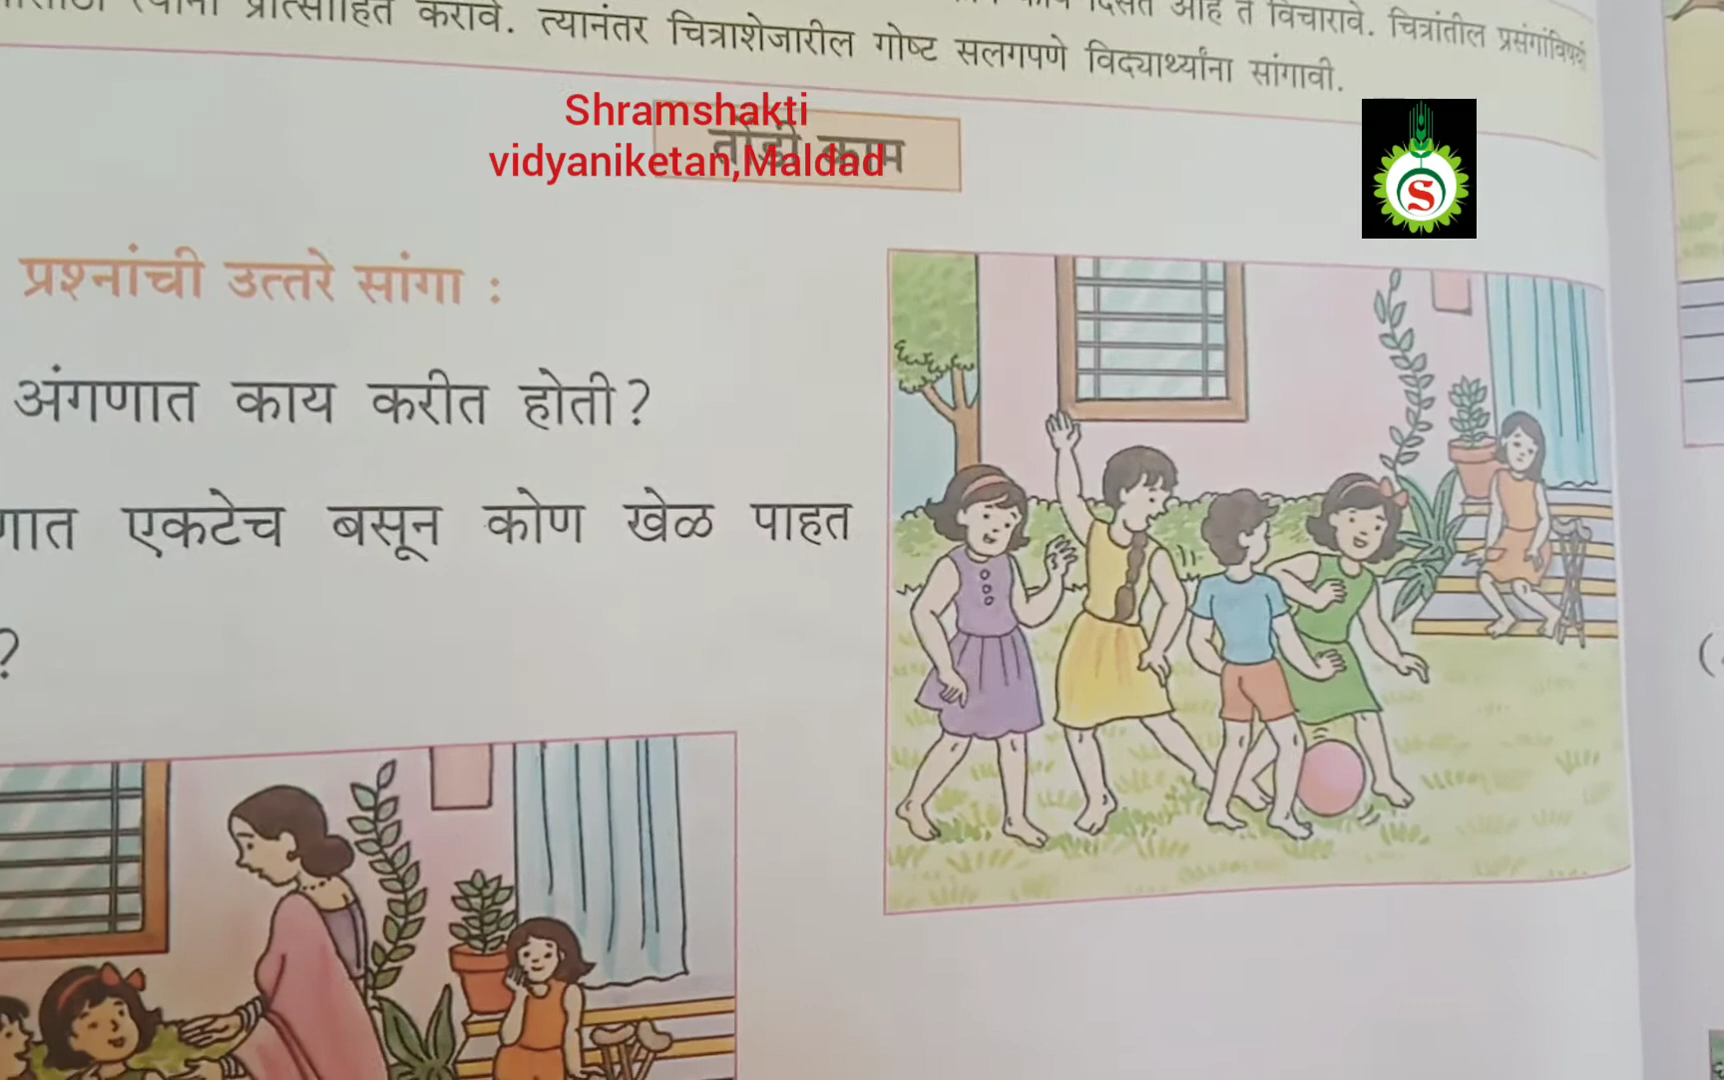 प्रोत्साहित करावे. त्यानंतर चित्राशेजारील गोष्ट सलगपणे विद्यार्थ्यांना सांगावी.
विचारावे. चित्रांतील
Shramshakti
vidyaniketan,Maldad
तोंडी काम
S
प्रश्नांची उत्तरे सांगा :
अंगणात काय करीत होती?
एकटेच बसून कोण खेळ पाहत
?